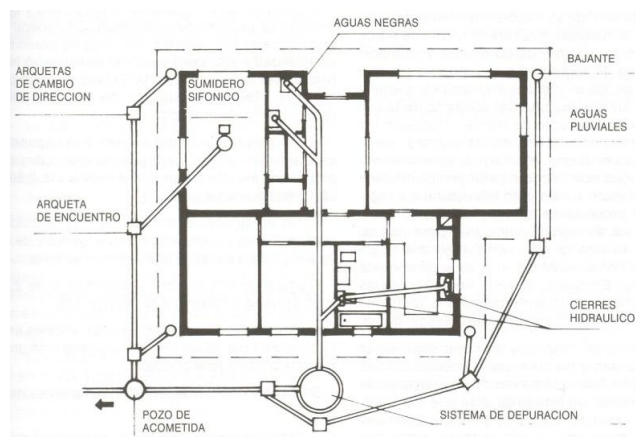 AGUAS NEGRAS
ARQUETAS
DE CAMBIO
DE DIRECCION
SUMIDERO
SIFONICO
BAJANTE
AGUAS
PLUVIALES
ARQUETA
DE ENCUENTRO
CIERRES
HIDRAULICO
POZO DE
ACOMETIDA
SISTEMA DE DEPURACION